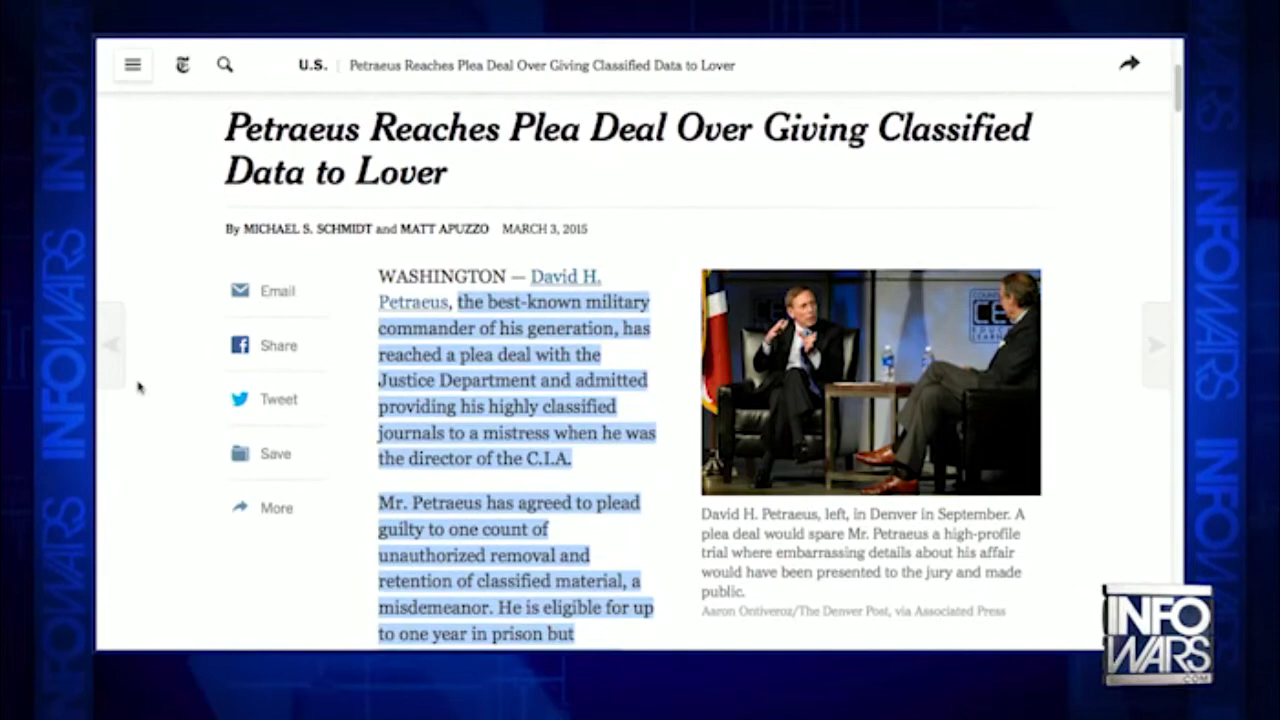 U.S. | Petraeus Reaches Plea Deal Over Giving Classified Data to Lover
Petraeus Reaches Plea Deal Over Giving Classified
Data to Lover
By MICHAEL S. SCHMIDT and MATT APUZZO MARCH 3, 2015
Email
Share
Tweet
Save
More
WASHINGTON — David H.
Petraeus, the best-known military
commander of his generation, has
reached a plea deal with the
Justice Department and admitted
providing his highly classified
journals to a mistress when he was
the director of the C.I.A.
Mr. Petraeus has agreed to plead
guilty to one count of
unauthorized removal and
retention of classified material, a
misdemeanor. He is eligible for up
to one year in prison but
David H. Petraeus, left, in Denver in September. A
plea deal would spare Mr. Petraeus a high-profile
trial where embarrassing details about his affair
would have been presented to the jury and made
public.
Aaron Ontiveroz/The Denver Post, via Associated Press
INFO
WARS
.COM
INFOWARS
INFOWARS
INFOWARS
INFOWARS